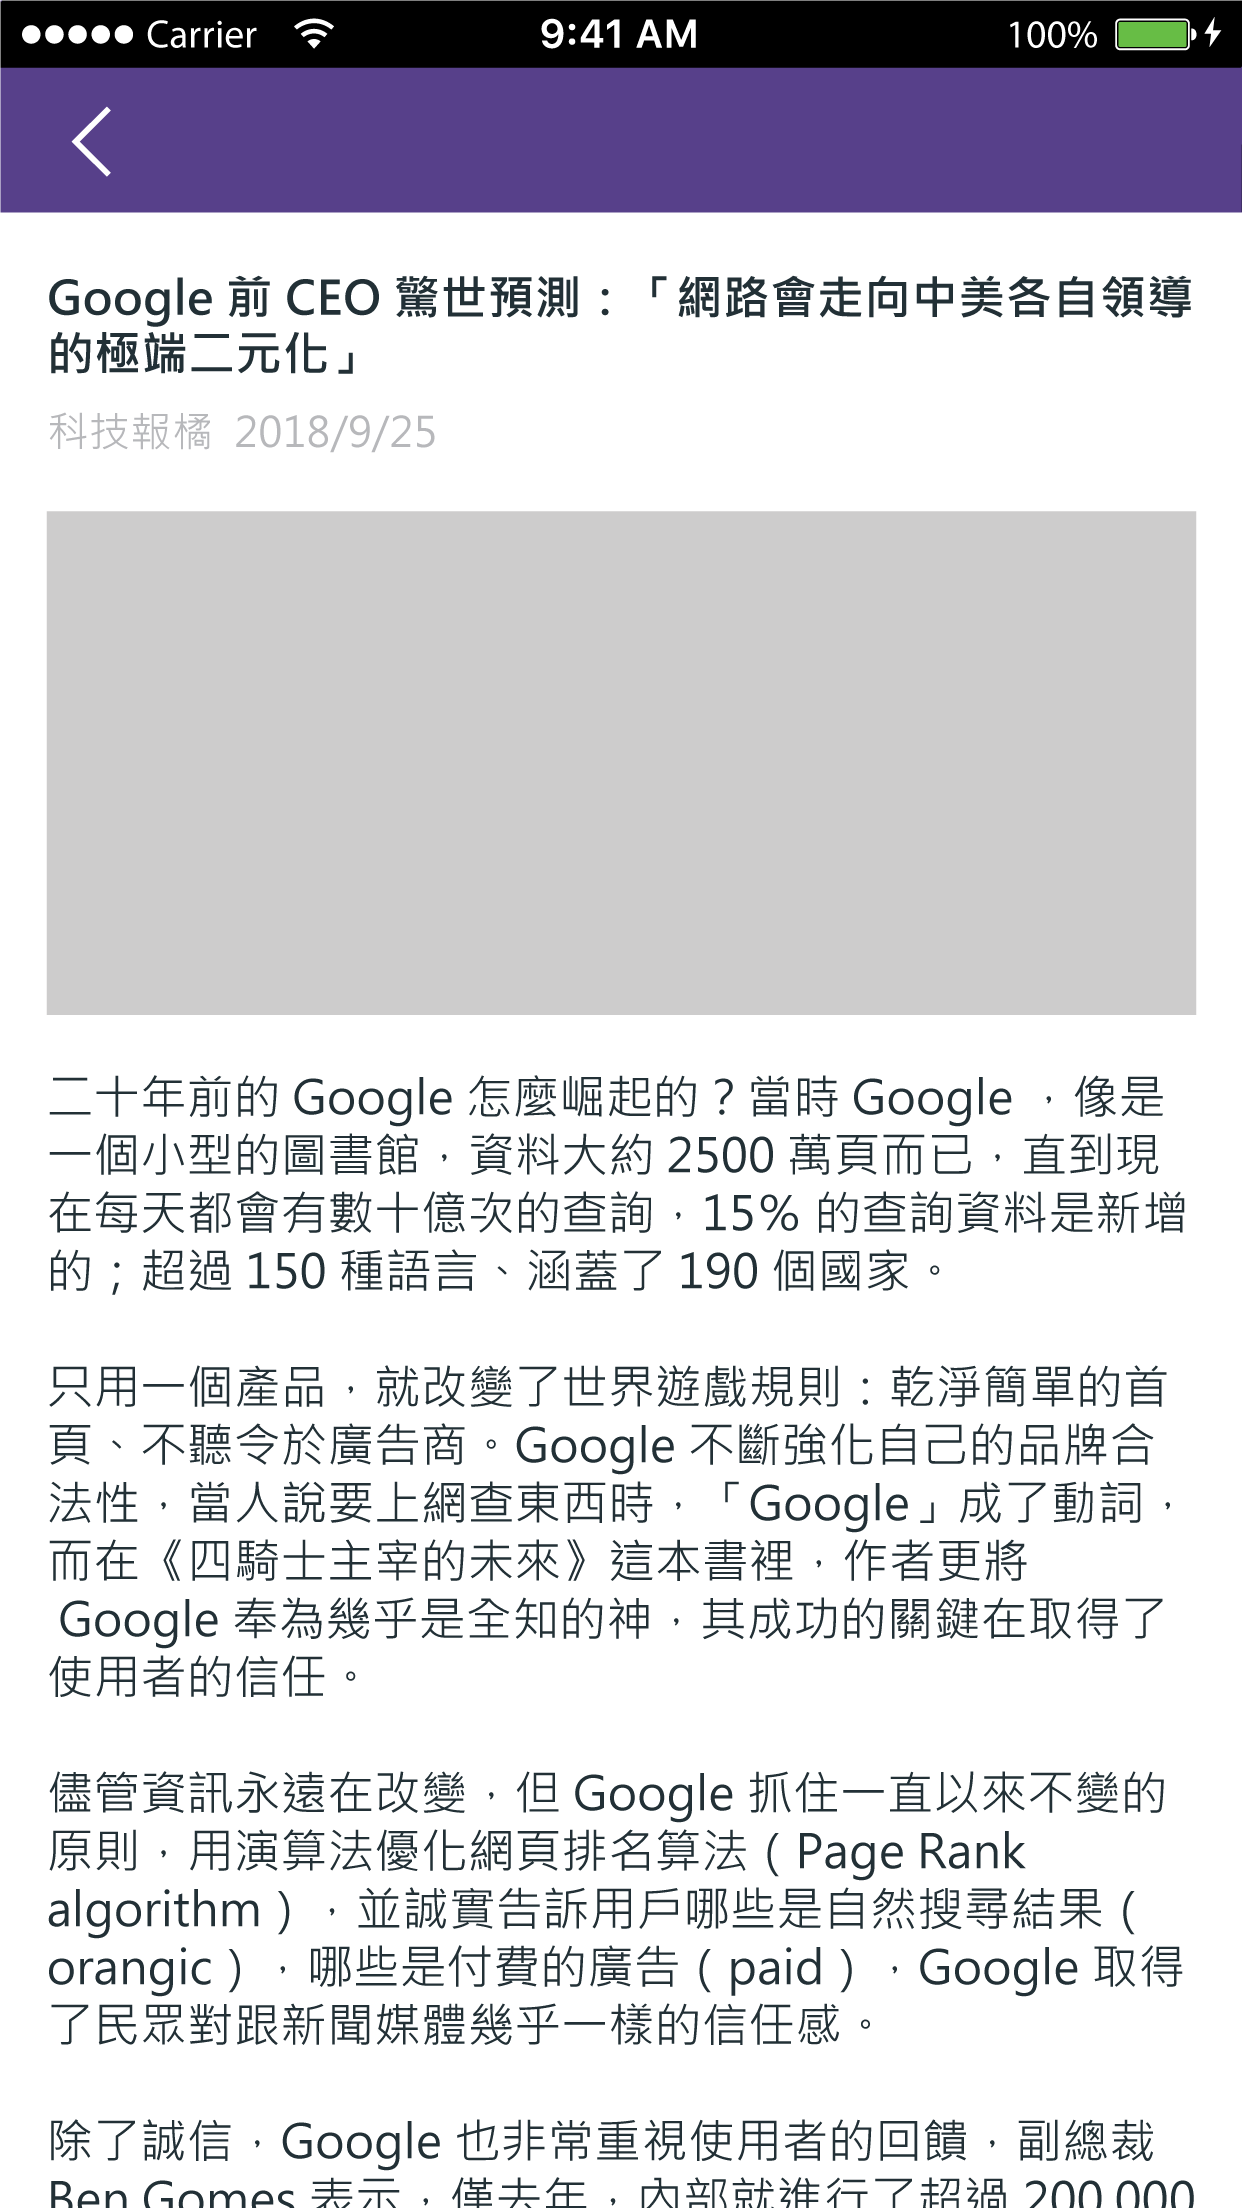 Carrier 9:41 AM 100%
Google 前 CEO 驚世預測：「網路會走向中美各自領導
的極端二元化」
科技報橘 2018/9/25
二十年前的 Google 怎麼崛起的？當時 Google ，像是
一個小型的圖書館，資料大約 2500 萬頁而已，直到現
在每天都會有數十億次的查詢，15% 的查詢資料是新增
的；超過 150 種語言、涵蓋了 190 個國家。
只用一個產品，就改變了世界遊戲規則：乾淨簡單的首
頁、不聽令於廣告商。Google 不斷強化自己的品牌合
法性，當人說要上網查東西時，「Google」成了動詞，
而在《四騎士主宰的未來》這本書裡，作者更將
Google 奉為幾乎是全知的神，其成功的關鍵在取得了
使用者的信任。
儘管資訊永遠在改變，但 Google 抓住一直以來不變的
原則，用演算法優化網頁排名算法（Page Rank
algorithm），並誠實告訴用戶哪些是自然搜尋結果（
orangic），哪些是付費的廣告（paid），Google 取得
了民眾對跟新聞媒體幾乎一樣的信任感。
除了誠信，Google 也非常重視使用者的回饋，副總裁
Ben Gomes 表示，僅去年，內部就進行了超過 200,000